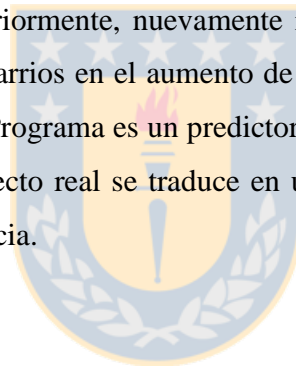 riormente, nuevamente
arrios en el aumento de
Programa es un predictor
ecto real se traduce en
cia.